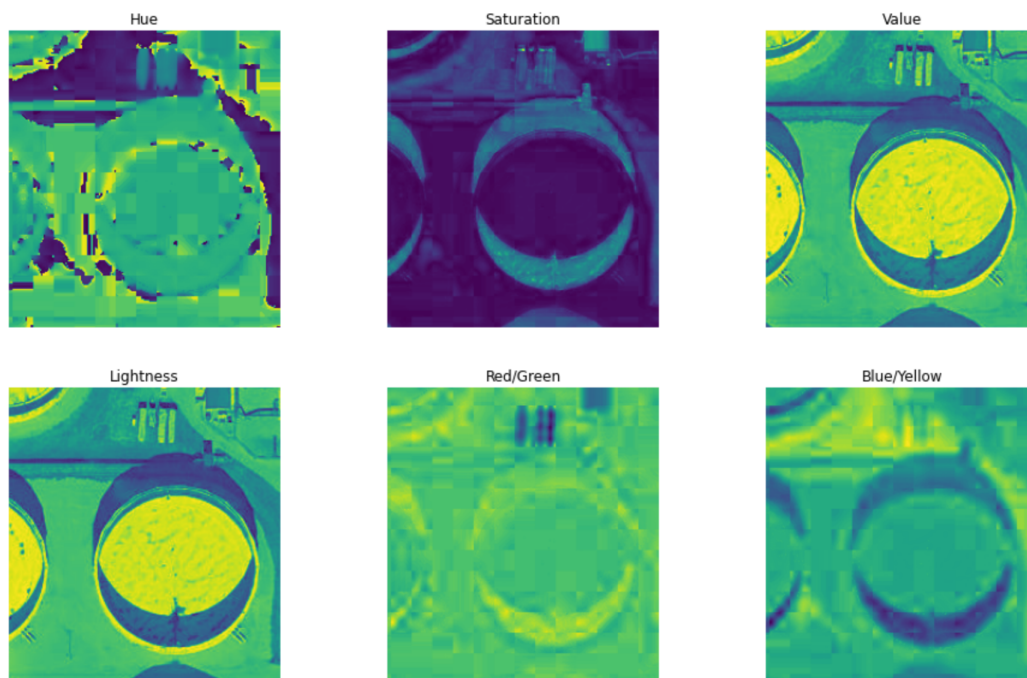 Hue
Saturation
Value
Lightness
Red/Green
Blue/Yellow